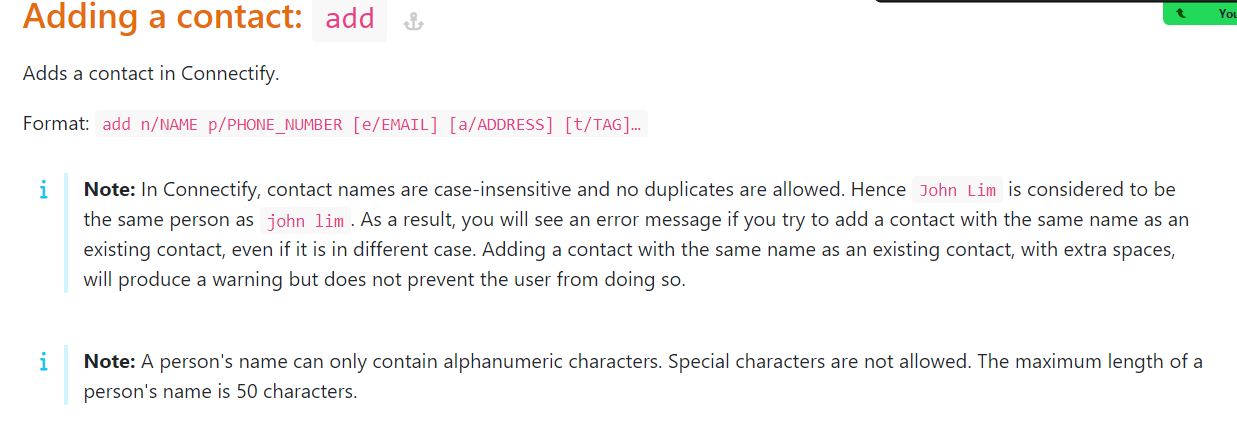 Adding a contact: add
You
Adds a contact in Connectify.
Format: add n/NAME p/PHONE_NUMBER [e/EMAIL] [a/ADDRESS] [t/TAG]…
i Note: In Connectify, contact names are case-insensitive and no duplicates are allowed. Hence John Lim is considered to be
the same person as john lim . As a result, you will see an error message if you try to add a contact with the same name as an
existing contact, even if it is in different case. Adding a contact with the same name as an existing contact, with extra spaces,
will produce a warning but does not prevent the user from doing so.
i Note: A person's name can only contain alphanumeric characters. Special characters are not allowed. The maximum length of a
person's name is 50 characters.